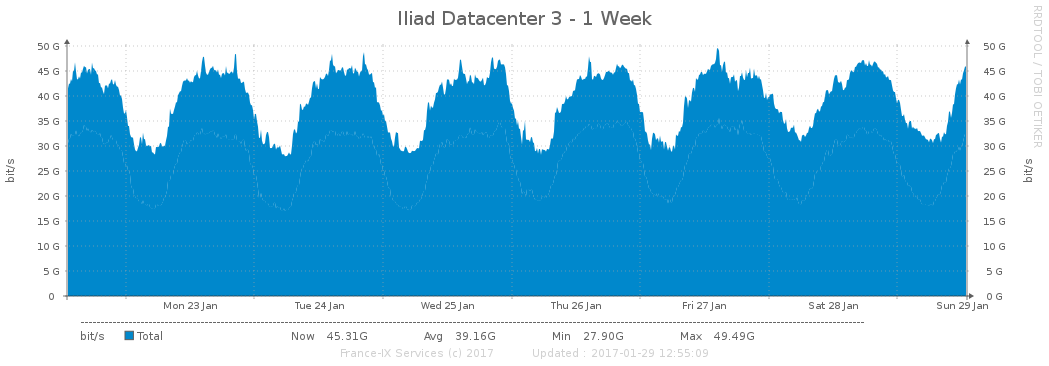 Iliad Datacenter 3 - 1 Week
RRDTOOL / TOBI OETIKER
50 G 50 G
45 G 45 G
40 G 40 G
35 G 35 G
30 G 30 G
25 G 25 G
20 G 20 G
15 G 15 G
10 G 10 G
5 G 5 G
0 0 G
bit/s bit/s
Mon 23 Jan Tue 24 Jan Wed 25 Jan Thu 26 Jan Fri 27 Jan Sat 28 Jan Sun 29 Jan
bit/s Total Now 45.31G Avg 39.16G Min 27.90G Max 49.49G
France-IX Services (c) 2017 Updated : 2017-01-29 12:55:09